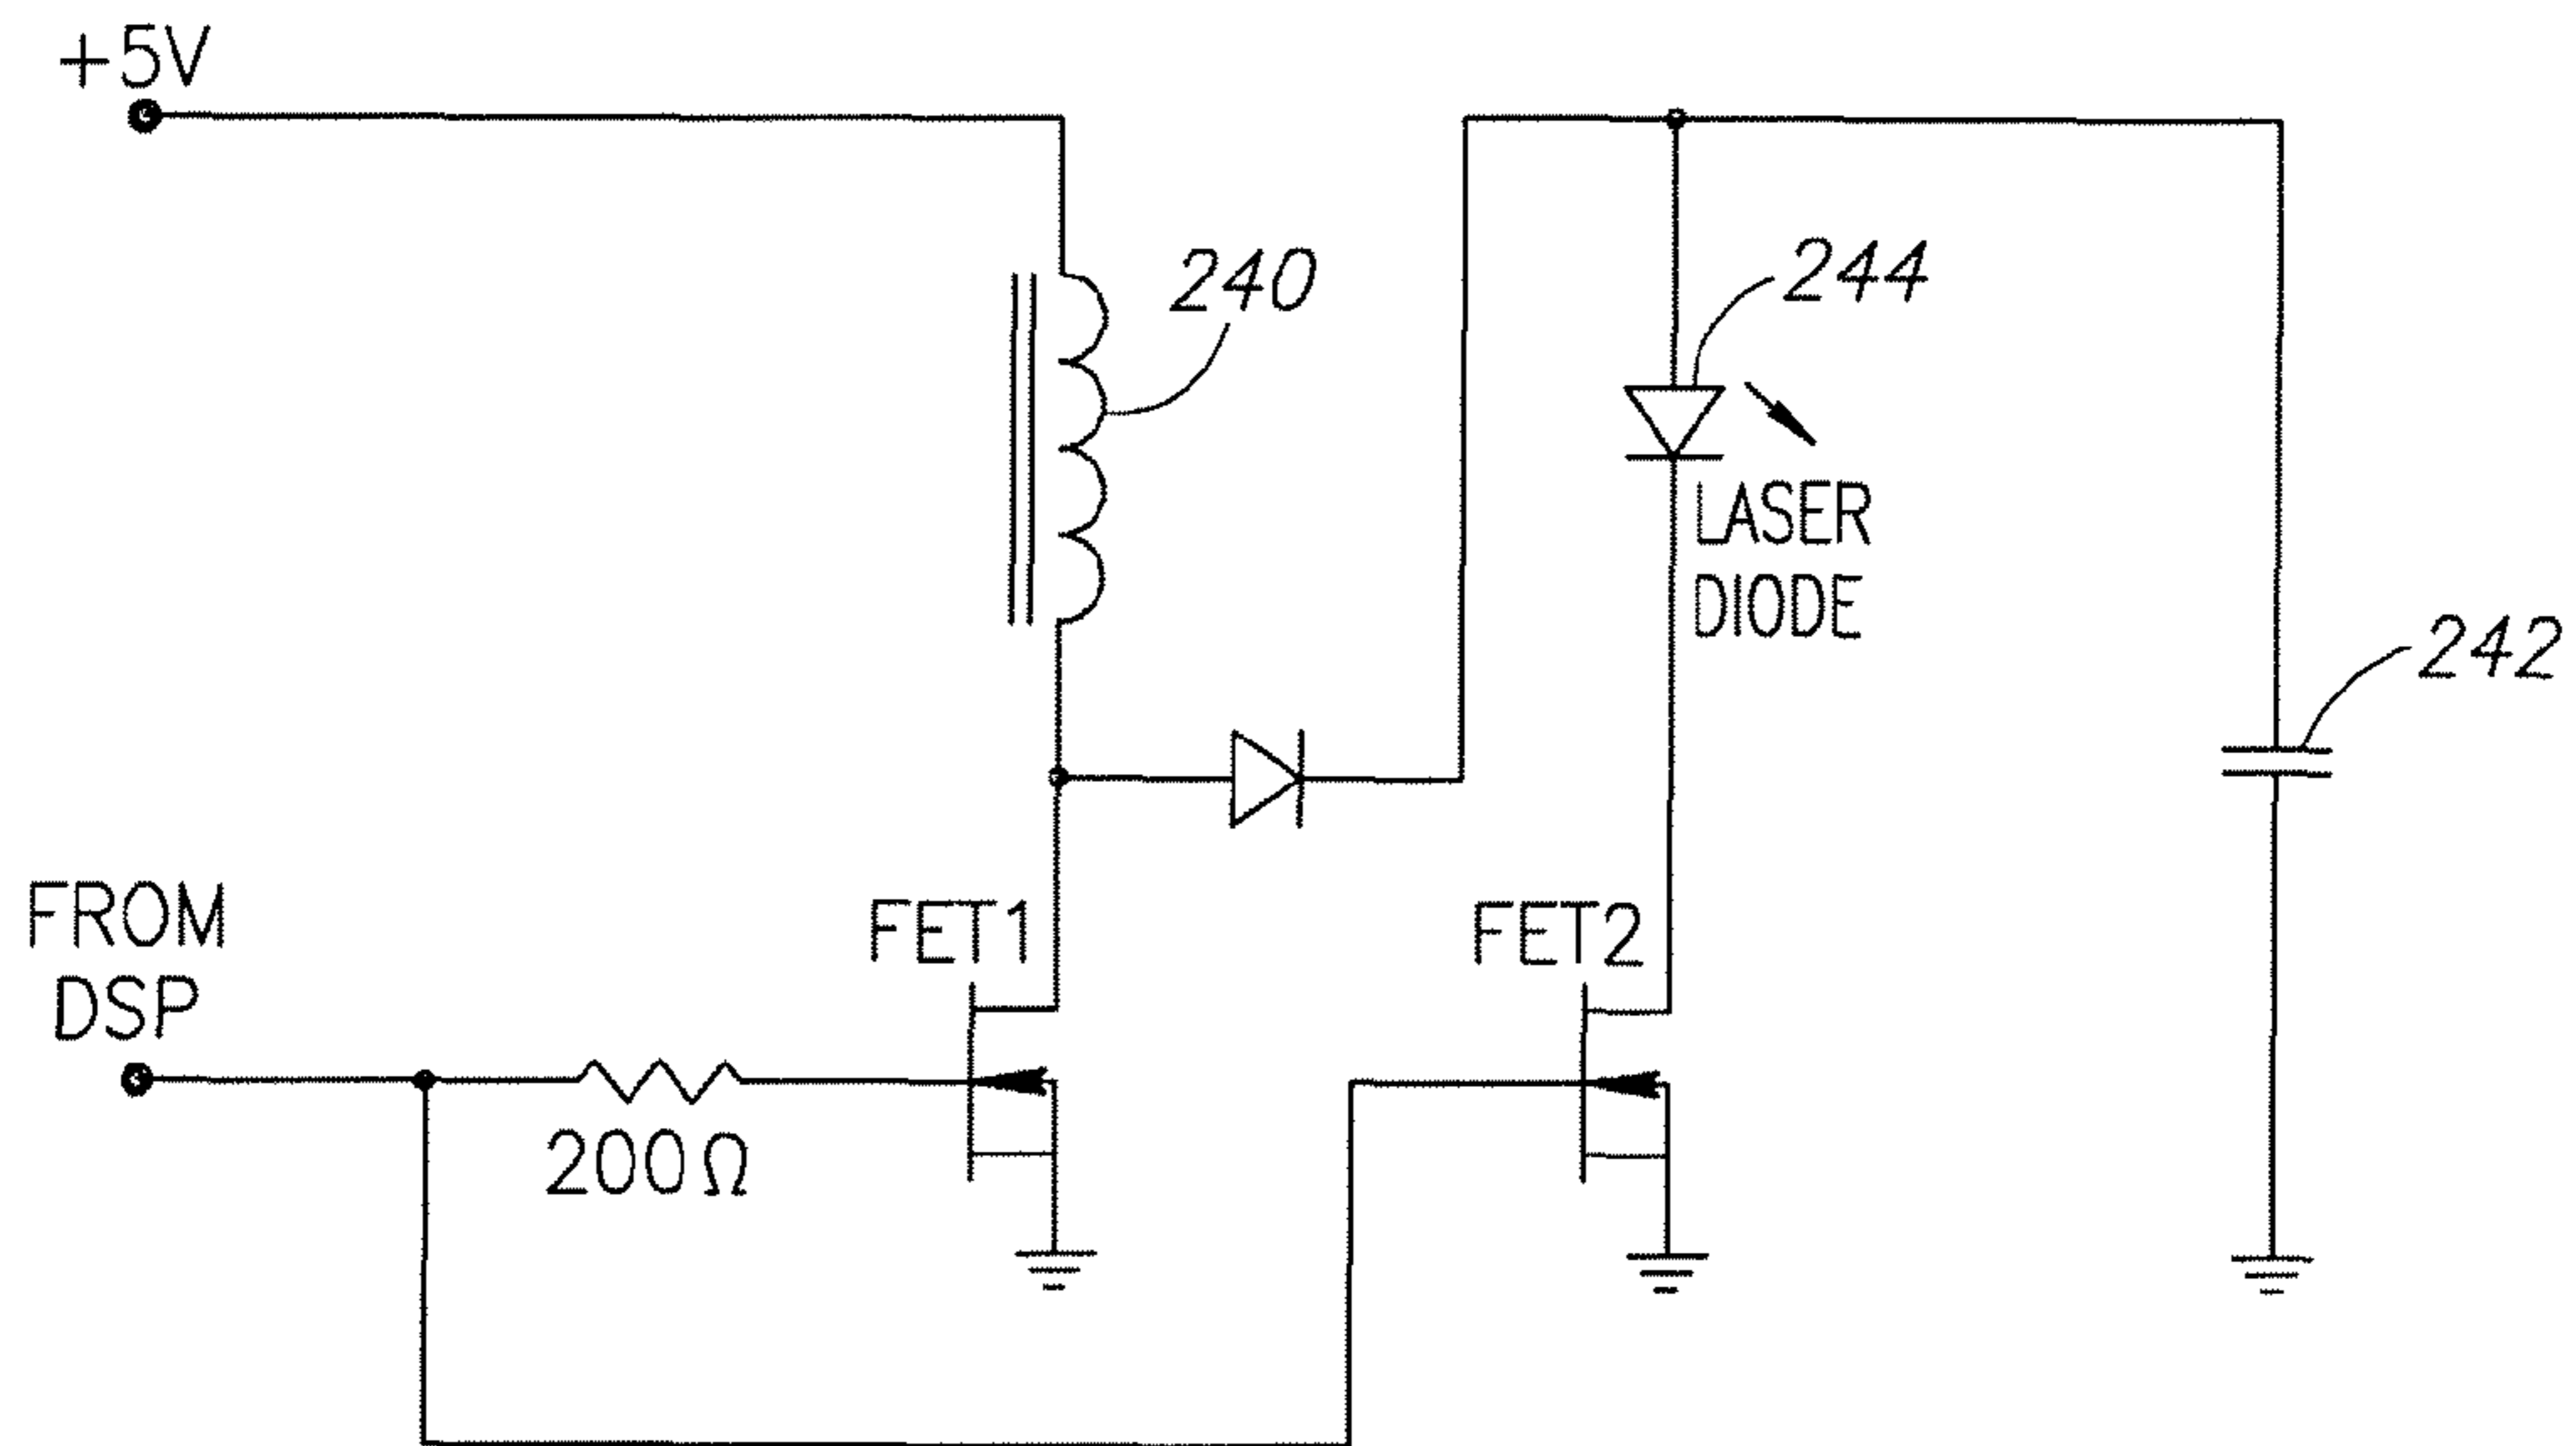 +5V
240
244
LASER
DIODE
242
FROM
DSP
FET1
FET2
200Ω